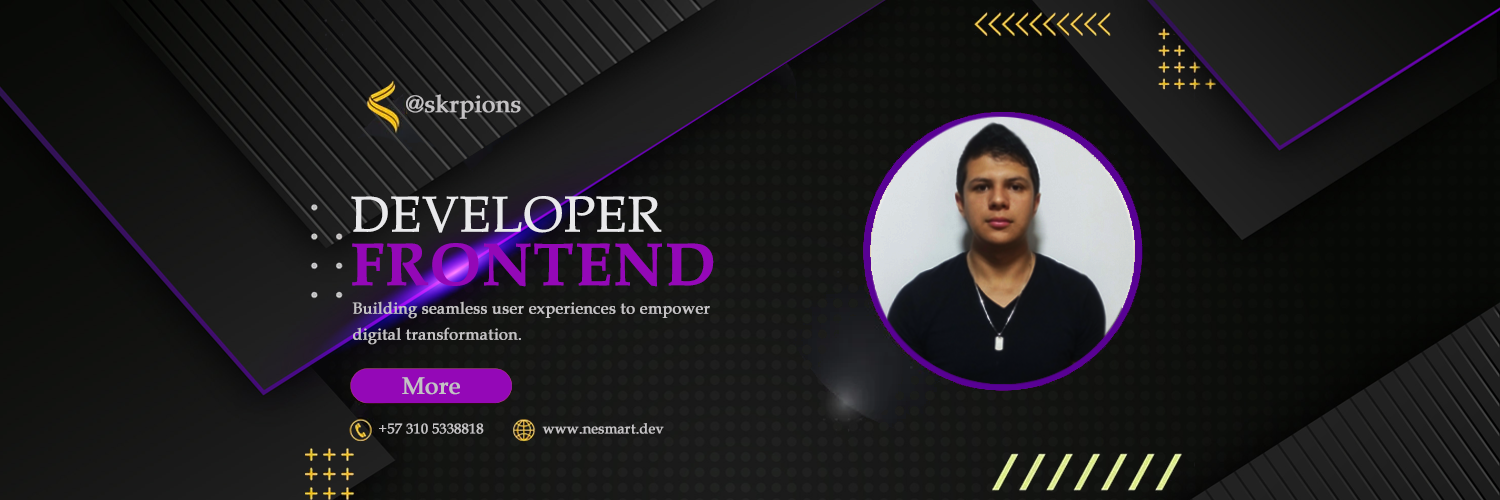 @skrpions
DEVELOPER
FRONTEND
Building seamless user experiences to empower
digital transformation.
More
+57 310 5338818
www.nesmart.dev